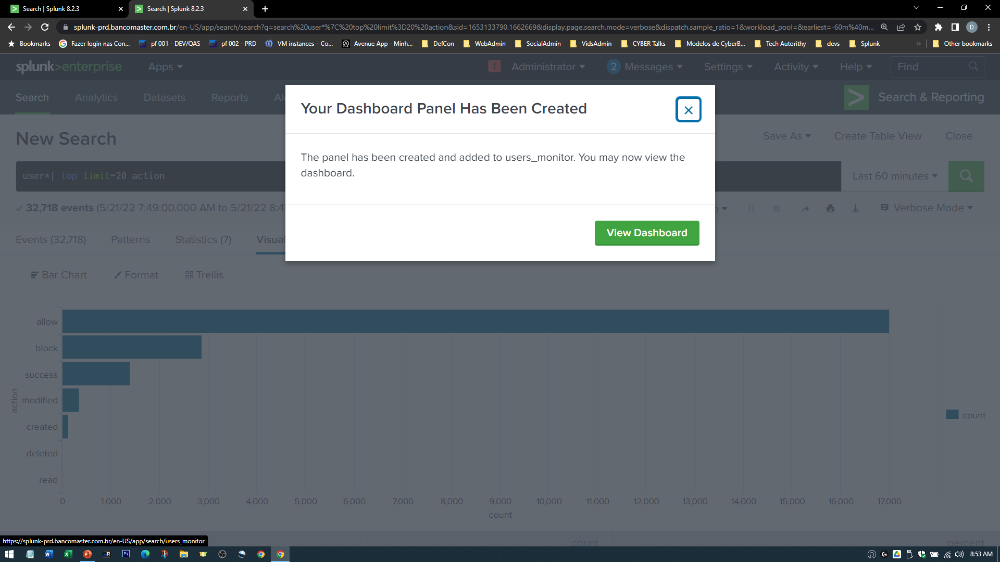 Search | Splunk 8.2.3
Search | Splunk 8.2.3
splunk-prd.bancomaster.com.br/en-US/app/search/search?q=search%20user*%7C%20top%20limit%3D20%20action&sid=1653133790.1662669&display.page.search.mode=verbose&dispatch.sample_ratio=1&workload_pool=&earliest=-60m%40m...
D
Bookmarks
Fazer login nas Con...
pf 001 - DEV/QAS
pf 002 - PRD
VM instances – Co...
Avenue App - Minh...
DefCon
WebAdmin
SocialAdmin
VidsAdmin
CYBER Talks
Modelos de CyberB...
Tech Autorithy
devs
Splunk
»
Other bookmarks
splunk>enterprise
Apps
!
Administrator
2 Messages
Settings
Activity
Help
Find
Search
Analytics
Datasets
Reports
Al
Search & Reporting
Your Dashboard Panel Has Been Created
The panel has been created and added to users_monitor. You may now view the
dashboard.
View Dashboard
New Search
Save As
Create Table View
Close
user*| top limit=20 action
Last 60 minutes
32,718 events (5/21/22 7:49:00.000 AM to 5/21/22 8:4
Verbose Mode
Events (32,718)
Patterns
Statistics (7)
Visual
Bar Chart
Format
Trellis
allow
block
success
modified
created
deleted
read
action
0
1,000
2,000
3,000
4,000
5,000
6,000
7,000
8,000
9,000
10,000
11,000
12,000
13,000
14,000
15,000
16,000
17,000
count
count
count
percent
https://splunk-prd.bancomaster.com.br/en-US/app/search/users_monitor
8:53 AM